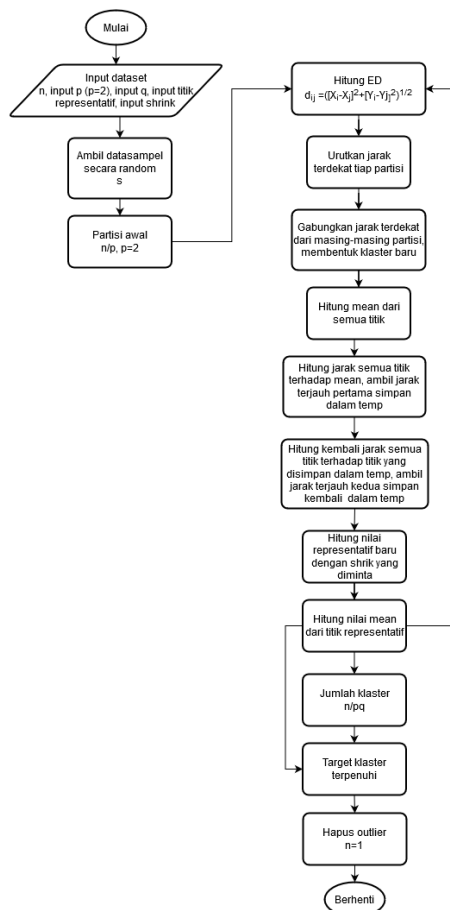 Mulai
Input dataset
n, input p (p=2), input q, input titik
representatif, input shrink
Ambil datasampel
secara random
s
Partisi awal
n/p, p=2
Hitung ED
dij =([Xi-Xj]²+[Yi-Yj]²)1/2
Urutkan jarak
terdekat tiap partisi
Gabungkan jarak terdekat
dari masing-masing partisi,
membentuk klaster baru
Hitung mean dari
semua titik
Hitung jarak semua titik
terhadap mean, ambil jarak
terjauh pertama simpan
dalam temp
Hitung kembali jarak semua
titik terhadap titik yang
disimpan dalam temp, ambil
jarak terjauh kedua simpan
kembali dalam temp
Hitung nilai
representatif baru
dengan shrik yang
diminta
Hitung nilai mean
dari titik representatif
Jumlah klaster
n/pq
Target klaster
terpenuhi
Hapus outlier
n=1
Berhenti